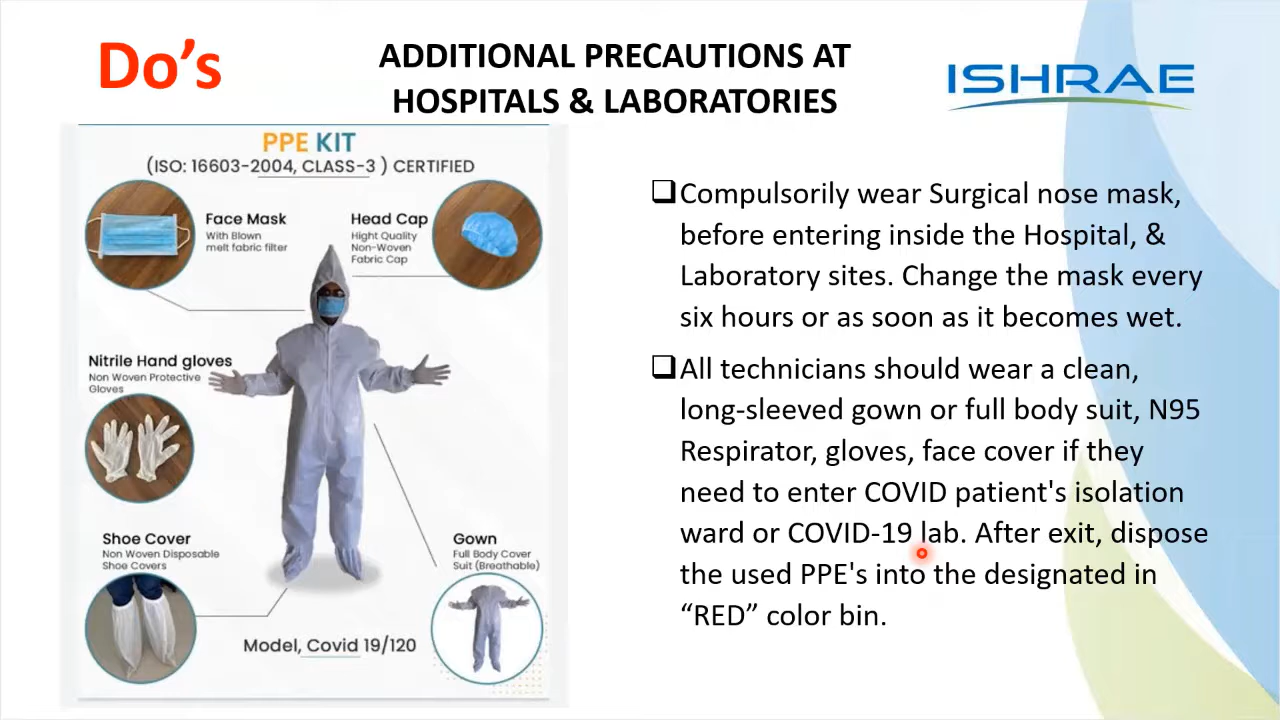 Do's
ADDITIONAL PRECAUTIONS AT
HOSPITALS & LABORATORIES
ISHRAE
PPE KIT
(ISO: 16603-2004, CLASS-3 ) CERTIFIED
Face Mask
With Blown
melt fabric filter
Head Cap
Hight Quality
Non-Woven
Fabric Cap
Nitrile Hand gloves
Non Woven Protective
Gloves
Shoe Cover
Non Woven Disposable
Shoe Covers
Gown
Full Body Cover
Suit (Breathable)
Model, Covid 19/120
❑Compulsorily wear Surgical nose mask,
before entering inside the Hospital, &
Laboratory sites. Change the mask every
six hours or as soon as it becomes wet.
❑All technicians should wear a clean,
long-sleeved gown or full body suit, N95
Respirator, gloves, face cover if they
need to enter COVID patient's isolation
ward or COVID-19 lab. After exit, dispose
the used PPE's into the designated in
“RED” color bin.